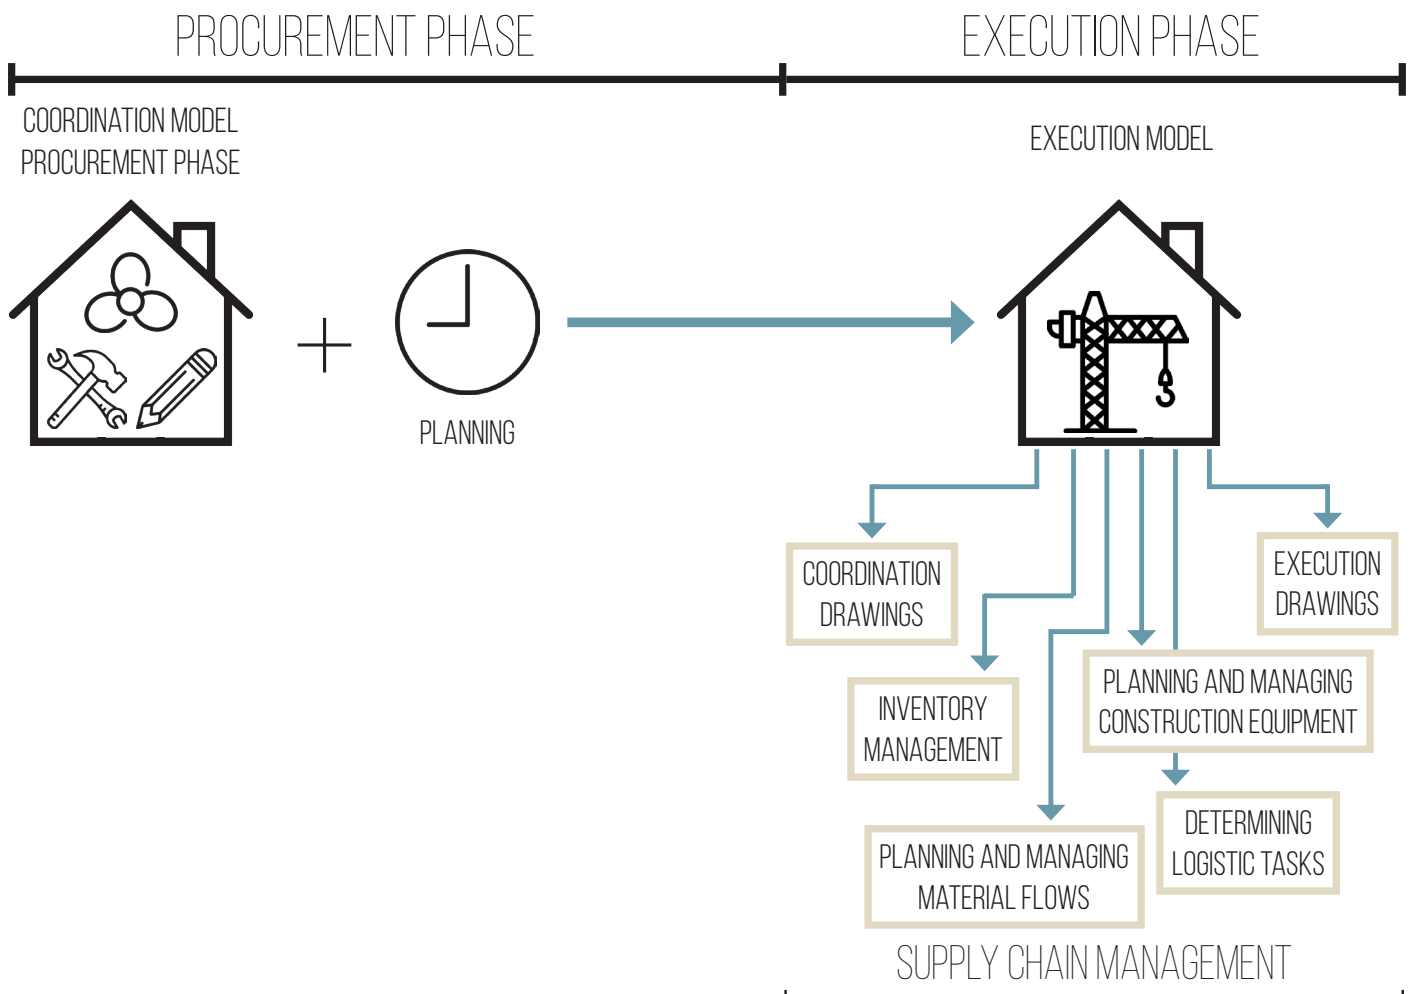 PROCUREMENT PHASE
EXECUTION PHASE
COORDINATION MODEL
PROCUREMENT PHASE
EXECUTION MODEL
PLANNING
COORDINATION
DRAWINGS
EXECUTION
DRAWINGS
INVENTORY
MANAGEMENT
PLANNING AND MANAGING
CONSTRUCTION EQUIPMENT
PLANNING AND MANAGING
MATERIAL FLOWS
DETERMINING
LOGISTIC TASKS
SUPPLY CHAIN MANAGEMENT